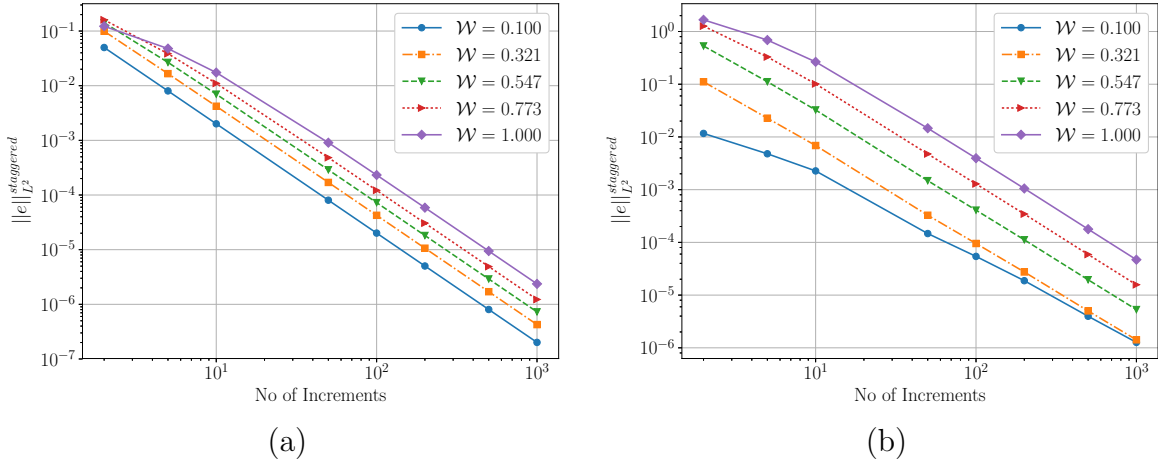 10^{-1}
10^{-2}
10^{-3}
10^{-4}
10^{-5}
10^{-6}
10^{-7}
||e||_{L^2}^{staggered}
10^1
10^2
10^3
No of Increments
𝒲 = 0.100
𝒲 = 0.321
𝒲 = 0.547
𝒲 = 0.773
𝒲 = 1.000
(a)
10^0
10^{-1}
10^{-2}
10^{-3}
10^{-4}
10^{-5}
10^{-6}
||e||_{L^2}^{staggered}
10^1
10^2
10^3
No of Increments
𝒲 = 0.100
𝒲 = 0.321
𝒲 = 0.547
𝒲 = 0.773
𝒲 = 1.000
(b)